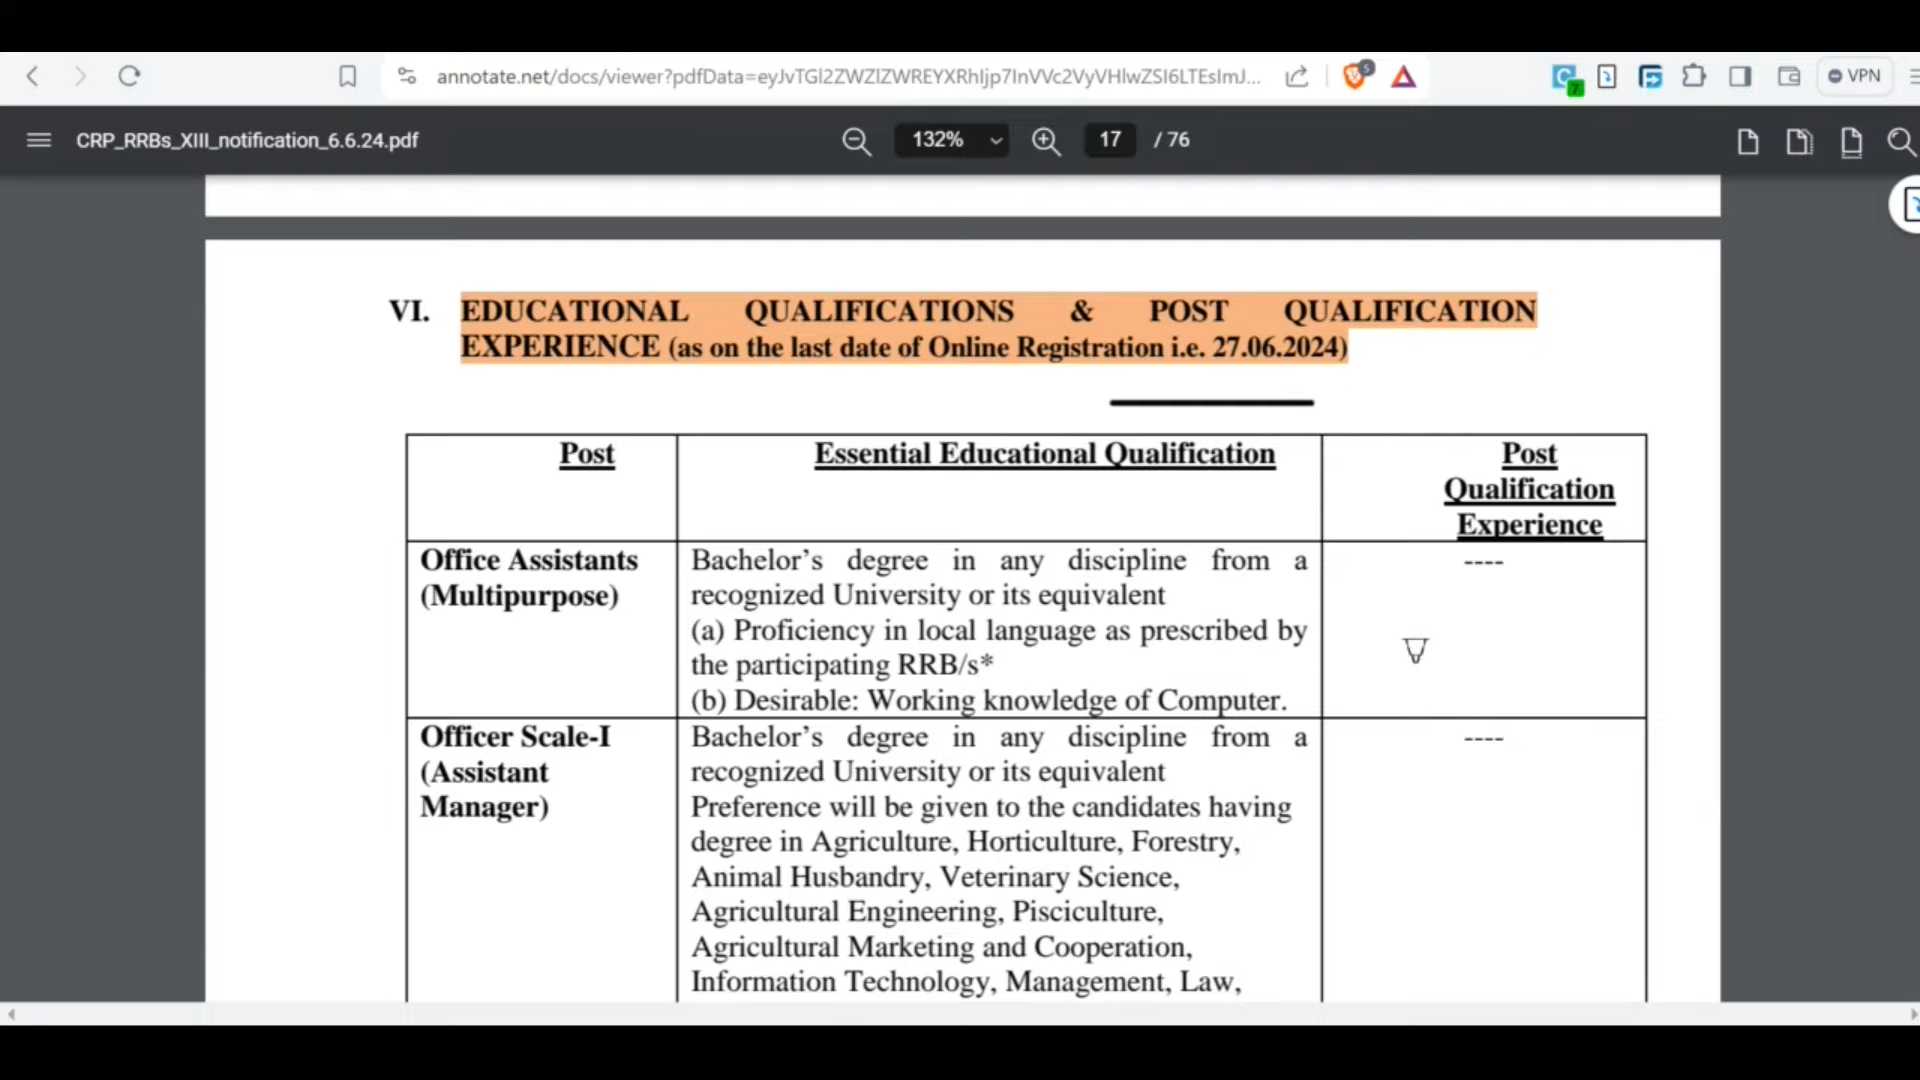 annotate.net/docs/viewer?pdfData=eyJvTGl2ZWZlZWREYXRhIjp7InVVc2VyVHlwZSI6LTEsImJ...
5
7
VPN
CRP_RRBs_XIII_notification_6.6.24.pdf
132%
17 / 76
VI. EDUCATIONAL QUALIFICATIONS & POST QUALIFICATION
EXPERIENCE (as on the last date of Online Registration i.e. 27.06.2024)
Post
Essential Educational Qualification
Post
Qualification
Experience
Office Assistants
(Multipurpose)
Bachelor’s degree in any discipline from a
recognized University or its equivalent
(a) Proficiency in local language as prescribed by
the participating RRB/s*
(b) Desirable: Working knowledge of Computer.
----
Officer Scale-I
(Assistant
Manager)
Bachelor’s degree in any discipline from a
recognized University or its equivalent
Preference will be given to the candidates having
degree in Agriculture, Horticulture, Forestry,
Animal Husbandry, Veterinary Science,
Agricultural Engineering, Pisciculture,
Agricultural Marketing and Cooperation,
Information Technology, Management, Law,
----